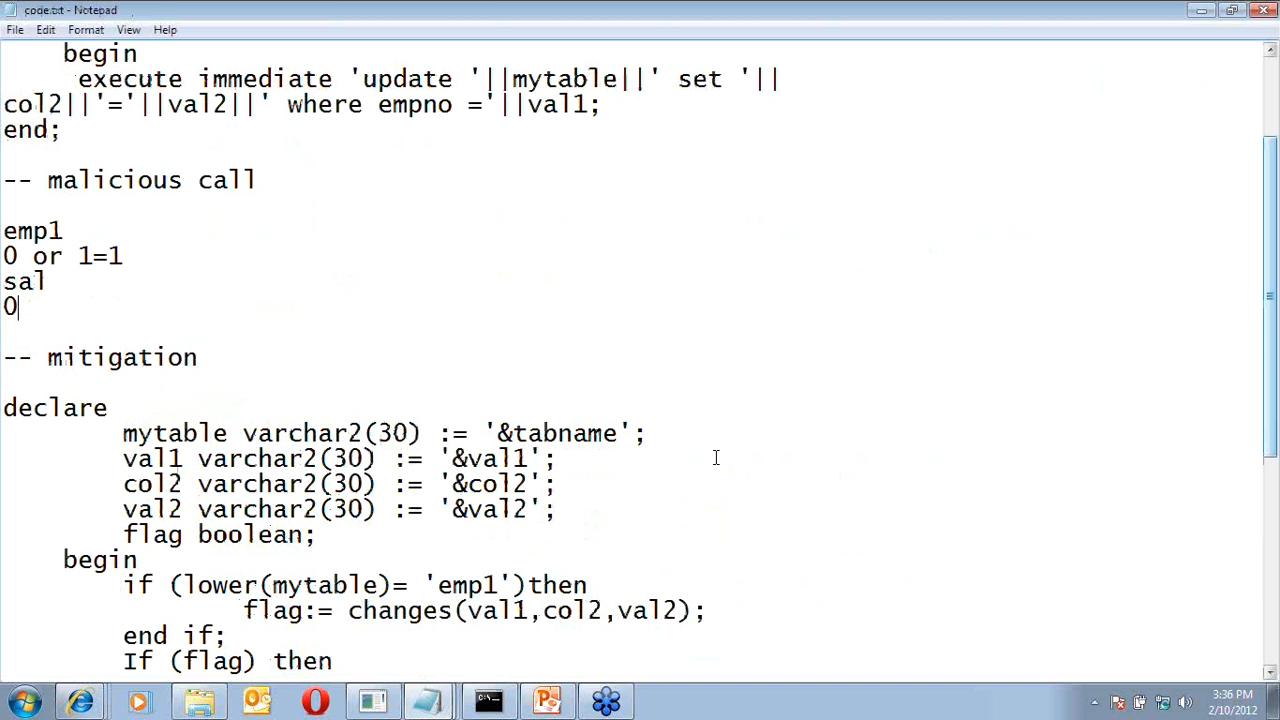 code.txt - Notepad
File Edit Format View Help
begin
execute immediate 'update '||mytable||' set '||
col2||'='||val2||' where empno ='||val1;
end;
-- malicious call
emp1
0 or 1=1
sal
0
-- mitigation
declare
mytable varchar2(30) := '&tabname';
val1 varchar2(30) := '&val1';
col2 varchar2(30) := '&col2';
val2 varchar2(30) := '&val2';
flag boolean;
begin
if (lower(mytable)= 'emp1')then
flag:= changes(val1,col2,val2);
end if;
If (flag) then
3:36 PM
2/10/2012